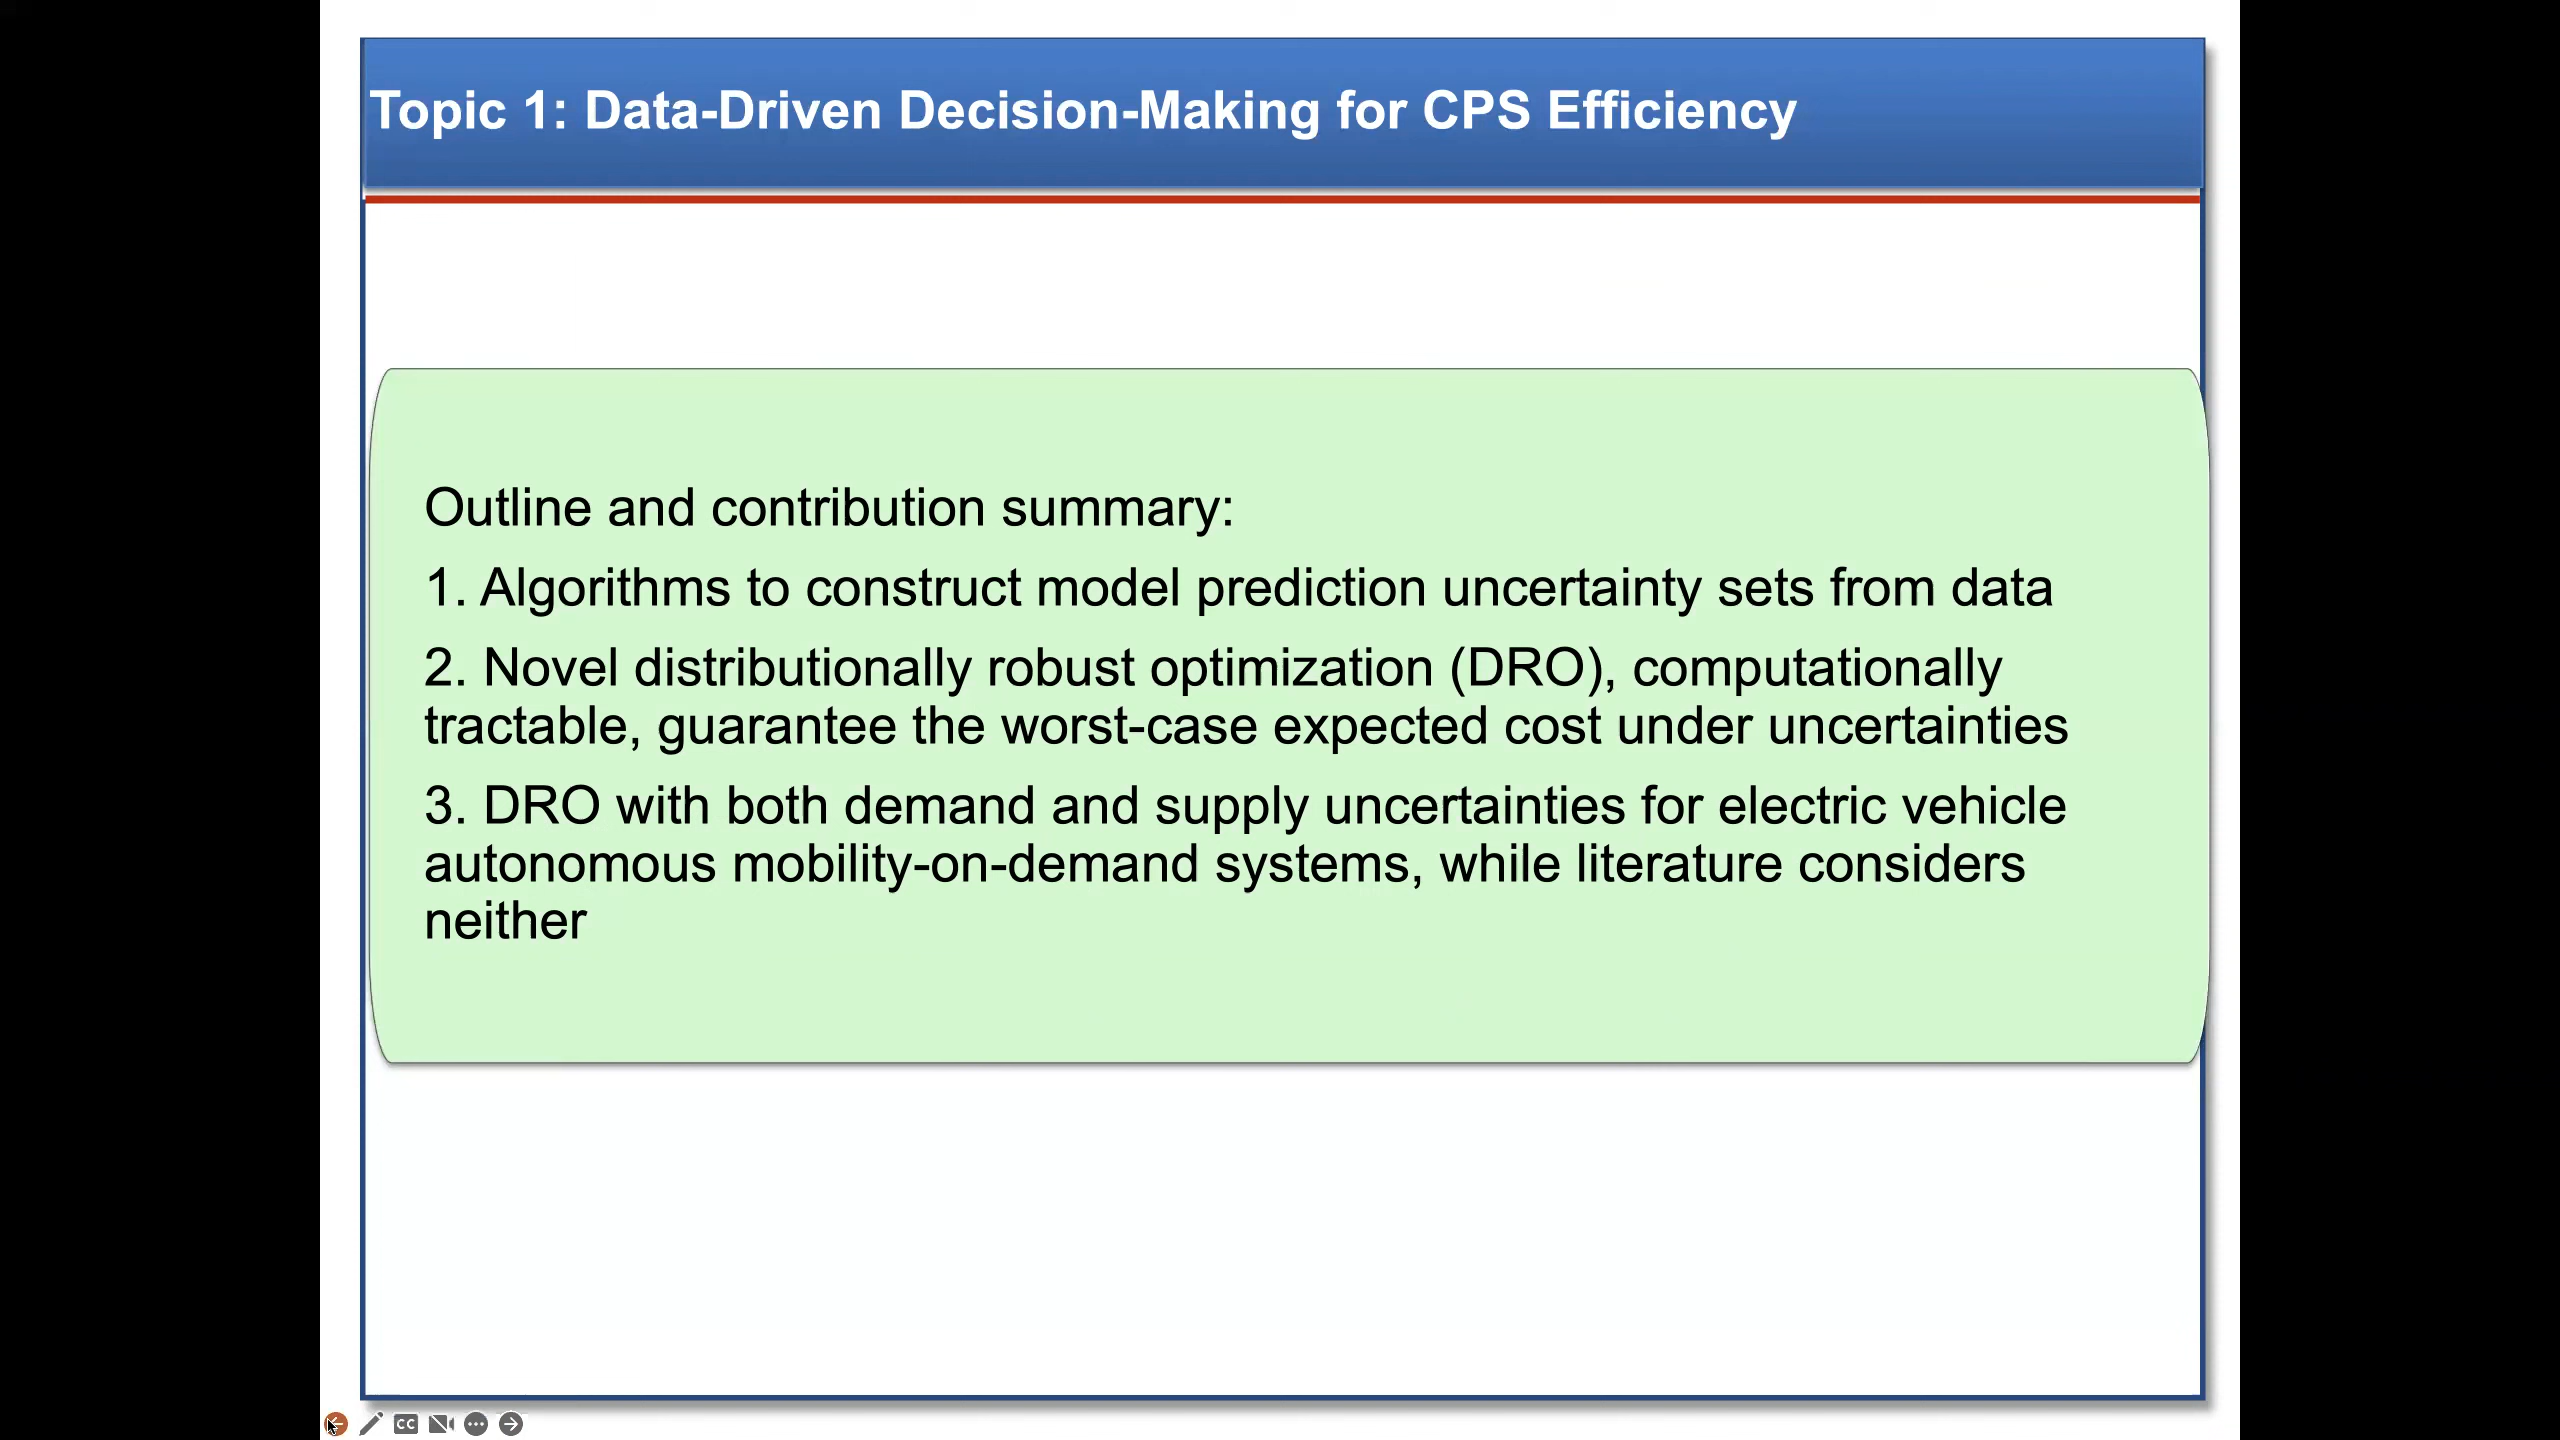 Topic 1: Data-Driven Decision-Making for CPS Efficiency
Outline and contribution summary:
1. Algorithms to construct model prediction uncertainty sets from data
2. Novel distributionally robust optimization (DRO), computationally
tractable, guarantee the worst-case expected cost under uncertainties
3. DRO with both demand and supply uncertainties for electric vehicle
autonomous mobility-on-demand systems, while literature considers
neither
CC